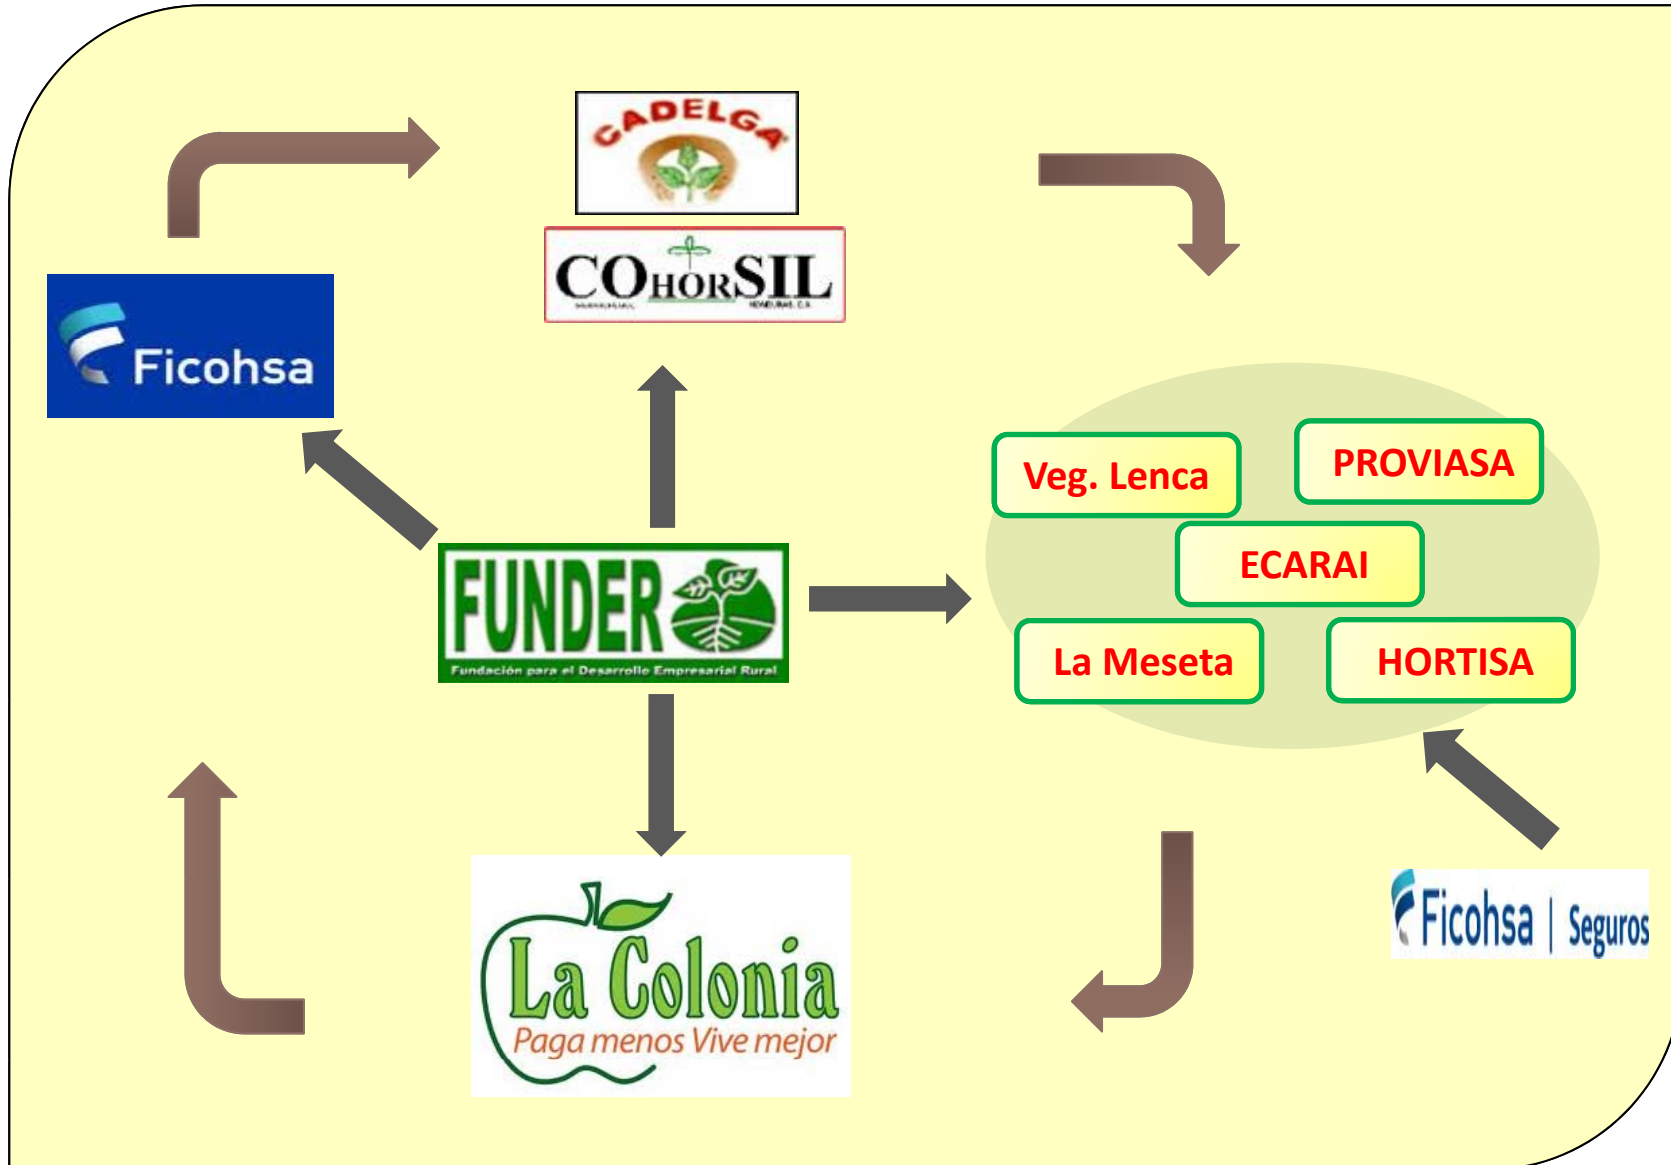 CADELGA
COHORSIL
HONDURAS, C.A.
Ficohsa
Veg. Lenca
PROVIASA
ECARAI
La Meseta
HORTISA
FUNDER
Fundación para el Desarrollo Empresarial Rural
La Colonia
Paga menos Vive mejor
Ficohsa | Seguros